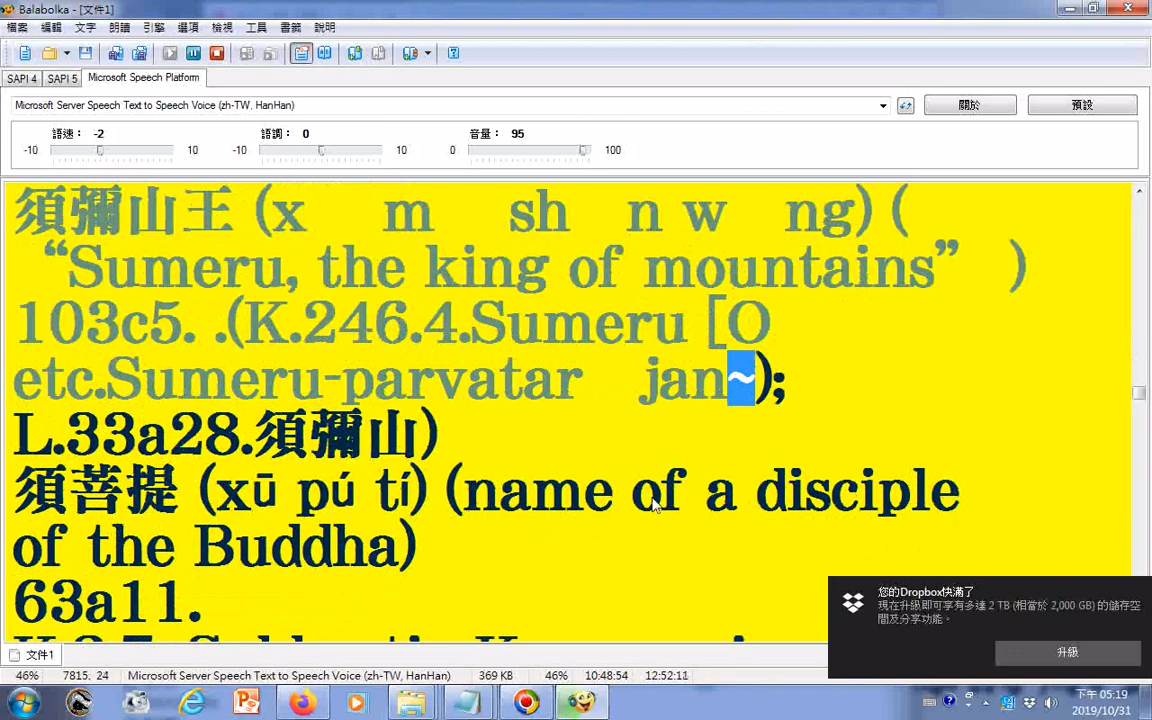 Balabolka - [文件1]
檔案 編輯 文字 朗讀 引擎 選項 檢視 工具 書籤 說明
SAPI 4 SAPI 5 Microsoft Speech Platform
Microsoft Server Speech Text to Speech Voice (zh-TW, HanHan) 關於 預設
語速： -2 語調： 0 音量： 95
-10 10 -10 10 0 100
須彌山王 (x m sh n w ng) (
“Sumeru, the king of mountains” )
103c5. .(K.246.4.Sumeru [O
etc.Sumeru-parvatar jan~);
L.33a28.須彌山)
須菩提 (xū pú tí) (name of a disciple
of the Buddha)
63a11.
您的Dropbox快滿了
現在升級即可享有多達 2 TB (相當於 2,000 GB) 的儲存空
間及分享功能。
升級
文件1
46% 7815. 24 Microsoft Server Speech Text to Speech Voice (zh-TW, HanHan) 369 KB 46% 10:48:54 12:52:11
下午 05:19
2019/10/31